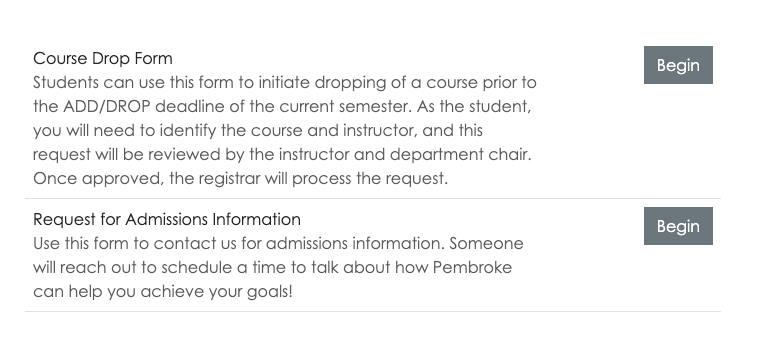 Course Drop Form
Begin
Students can use this form to initiate dropping of a course prior to
the ADD/DROP deadline of the current semester. As the student,
you will need to identify the course and instructor, and this
request will be reviewed by the instructor and department chair.
Once approved, the registrar will process the request.
Request for Admissions Information
Begin
Use this form to contact us for admissions information. Someone
will reach out to schedule a time to talk about how Pembroke
can help you achieve your goals!